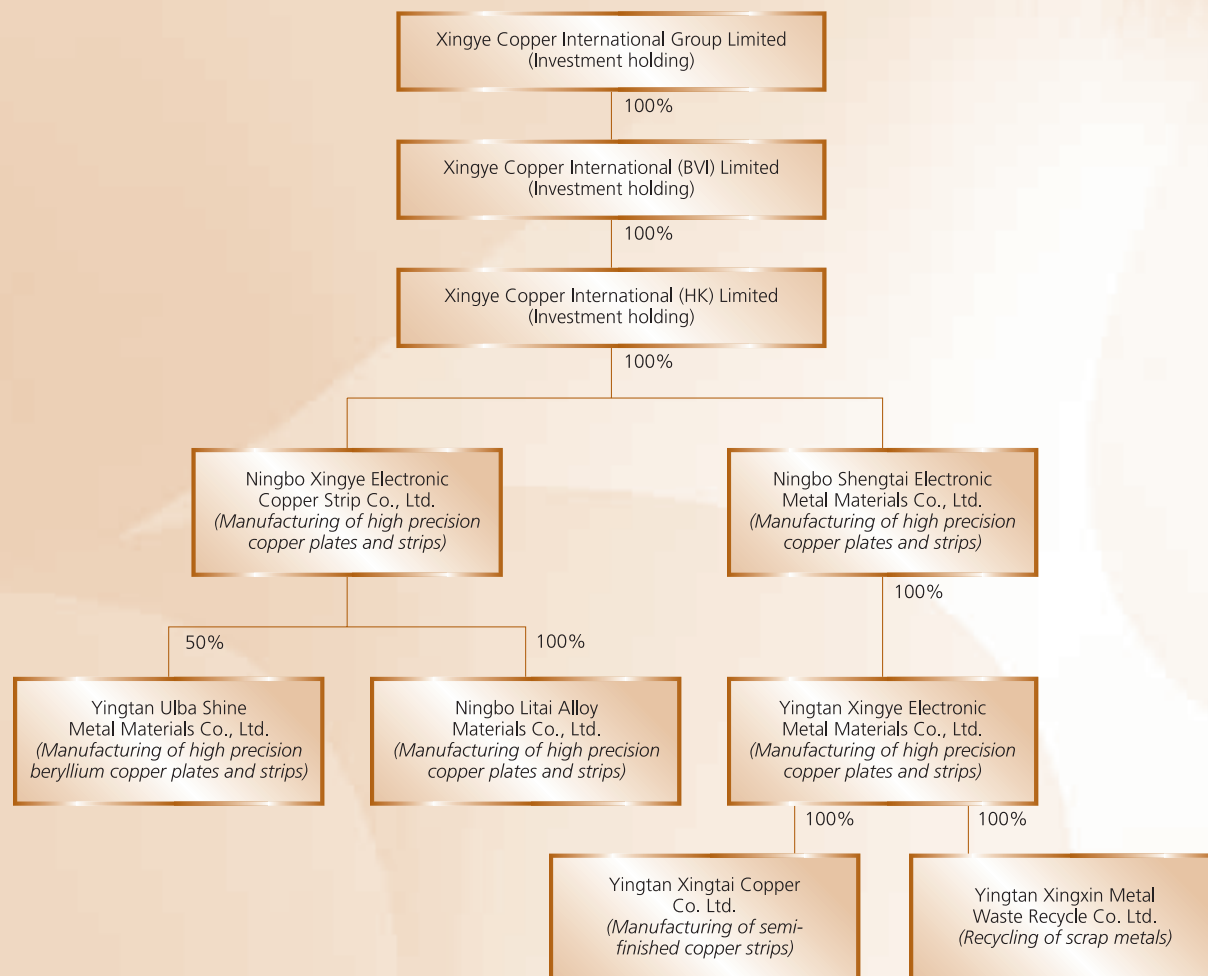 Xingye Copper International Group Limited
(Investment holding)
100%
Xingye Copper International (BVI) Limited
(Investment holding)
100%
Xingye Copper International (HK) Limited
(Investment holding)
100%
Ningbo Xingye Electronic
Copper Strip Co., Ltd.
(Manufacturing of high precision
copper plates and strips)
Ningbo Shengtai Electronic
Metal Materials Co., Ltd.
(Manufacturing of high precision
copper plates and strips)
100%
50%
100%
Yingtan Ulba Shine
Metal Materials Co., Ltd.
(Manufacturing of high precision
beryllium copper plates and strips)
Ningbo Litai Alloy
Materials Co., Ltd.
(Manufacturing of high precision
copper plates and strips)
Yingtan Xingye Electronic
Metal Materials Co., Ltd.
(Manufacturing of high precision
copper plates and strips)
100%
100%
Yingtan Xingtai Copper
Co. Ltd.
(Manufacturing of semi-
finished copper strips)
Yingtan Xingxin Metal
Waste Recycle Co. Ltd.
(Recycling of scrap metals)